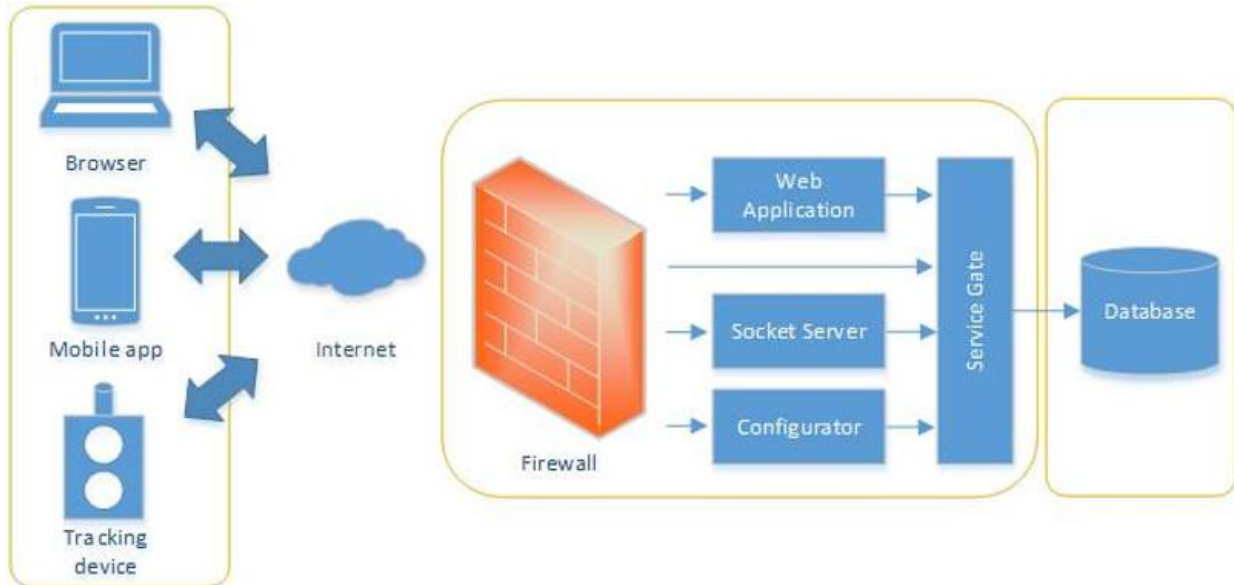 Browser
Mobile app
Tracking
device
Internet
Firewall
Web
Application
Socket Server
Configurator
Service Gate
Database